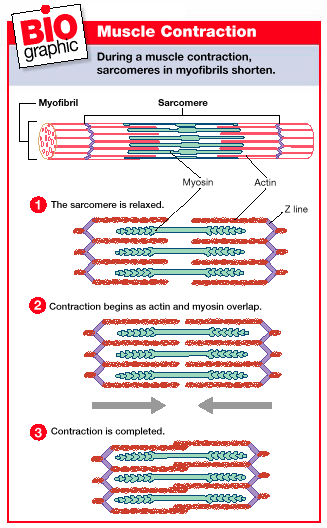 BIO
graphic
Muscle Contraction
During a muscle contraction,
sarcomeres in myofibrils shorten.
Myofibril
Sarcomere
Myosin
Actin
1 The sarcomere is relaxed.
Z line
2 Contraction begins as actin and myosin overlap.
3 Contraction is completed.